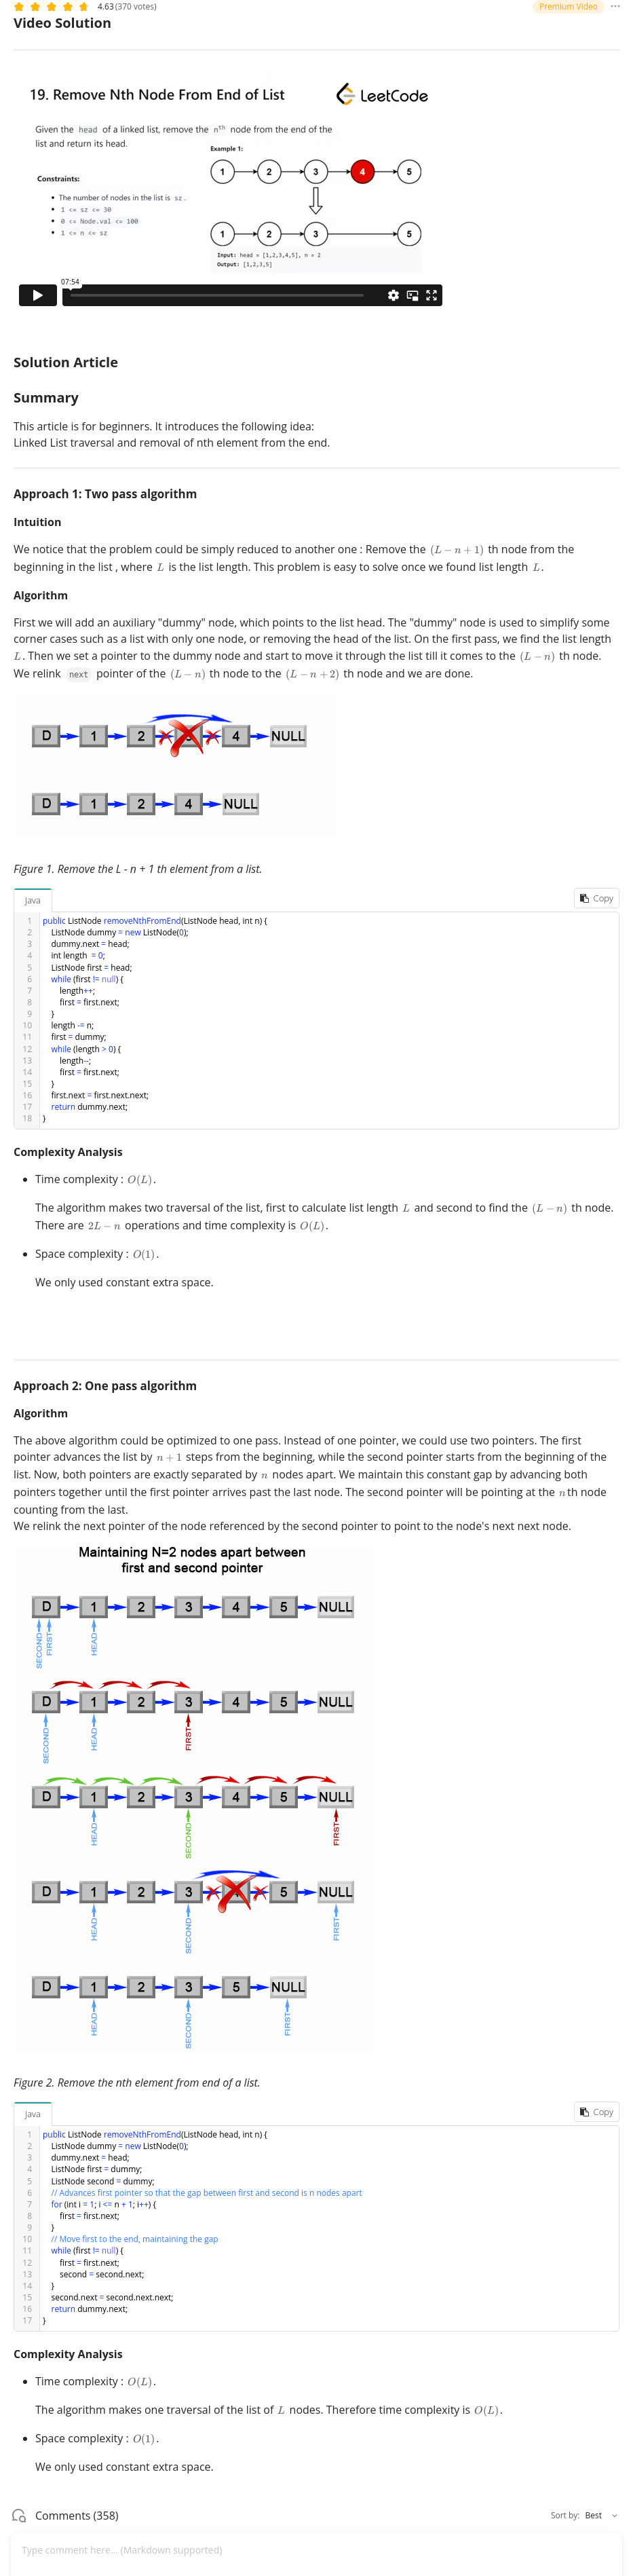 4.63 (370 votes)
Premium Video
Video Solution
19. Remove Nth Node From End of List
LeetCode
Given the head of a linked list, remove the nth node from the end of the
list and return its head.
Example 1:
1 2 3 4 5
Constraints:
The number of nodes in the list is sz.
1 <= sz <= 30
0 <= Node.val <= 100
1 <= n <= sz
1 2 3 5
Input: head = [1,2,3,4,5], n = 2
Output: [1,2,3,5]
07:54
Solution Article
Summary
This article is for beginners. It introduces the following idea:
Linked List traversal and removal of nth element from the end.
Approach 1: Two pass algorithm
Intuition
We notice that the problem could be simply reduced to another one : Remove the (L − n + 1) th node from the
beginning in the list , where L is the list length. This problem is easy to solve once we found list length L.
Algorithm
First we will add an auxiliary "dummy" node, which points to the list head. The "dummy" node is used to simplify some
corner cases such as a list with only one node, or removing the head of the list. On the first pass, we find the list length
L. Then we set a pointer to the dummy node and start to move it through the list till it comes to the (L − n) th node.
We relink next pointer of the (L − n) th node to the (L − n + 2) th node and we are done.
D 1 2 3 4 NULL
D 1 2 4 NULL
Figure 1. Remove the L - n + 1 th element from a list.
Java
Copy
1 public ListNode removeNthFromEnd(ListNode head, int n) {
2 ListNode dummy = new ListNode(0);
3 dummy.next = head;
4 int length  = 0;
5 ListNode first = head;
6 while (first != null) {
7 length++;
8 first = first.next;
9 }
10 length -= n;
11 first = dummy;
12 while (length > 0) {
13 length--;
14 first = first.next;
15 }
16 first.next = first.next.next;
17 return dummy.next;
18 }
Complexity Analysis
Time complexity : O(L).
The algorithm makes two traversal of the list, first to calculate list length L and second to find the (L − n) th node.
There are 2L − n operations and time complexity is O(L).
Space complexity : O(1).
We only used constant extra space.
Approach 2: One pass algorithm
Algorithm
The above algorithm could be optimized to one pass. Instead of one pointer, we could use two pointers. The first
pointer advances the list by n + 1 steps from the beginning, while the second pointer starts from the beginning of the
list. Now, both pointers are exactly separated by n nodes apart. We maintain this constant gap by advancing both
pointers together until the first pointer arrives past the last node. The second pointer will be pointing at the nth node
counting from the last.
We relink the next pointer of the node referenced by the second pointer to point to the node's next next node.
Maintaining N=2 nodes apart between
first and second pointer
D 1 2 3 4 5 NULL
SECOND FIRST HEAD
D 1 2 3 4 5 NULL
SECOND HEAD FIRST
D 1 2 3 4 5 NULL
HEAD SECOND FIRST
D 1 2 3 5 NULL
HEAD SECOND FIRST
D 1 2 3 5 NULL
HEAD SECOND FIRST
Figure 2. Remove the nth element from end of a list.
Java
Copy
1 public ListNode removeNthFromEnd(ListNode head, int n) {
2 ListNode dummy = new ListNode(0);
3 dummy.next = head;
4 ListNode first = dummy;
5 ListNode second = dummy;
6 // Advances first pointer so that the gap between first and second is n nodes apart
7 for (int i = 1; i <= n + 1; i++) {
8 first = first.next;
9 }
10 // Move first to the end, maintaining the gap
11 while (first != null) {
12 first = first.next;
13 second = second.next;
14 }
15 second.next = second.next.next;
16 return dummy.next;
17 }
Complexity Analysis
Time complexity : O(L).
The algorithm makes one traversal of the list of L nodes. Therefore time complexity is O(L).
Space complexity : O(1).
We only used constant extra space.
Comments (358)
Sort by: Best
Type comment here... (Markdown supported)